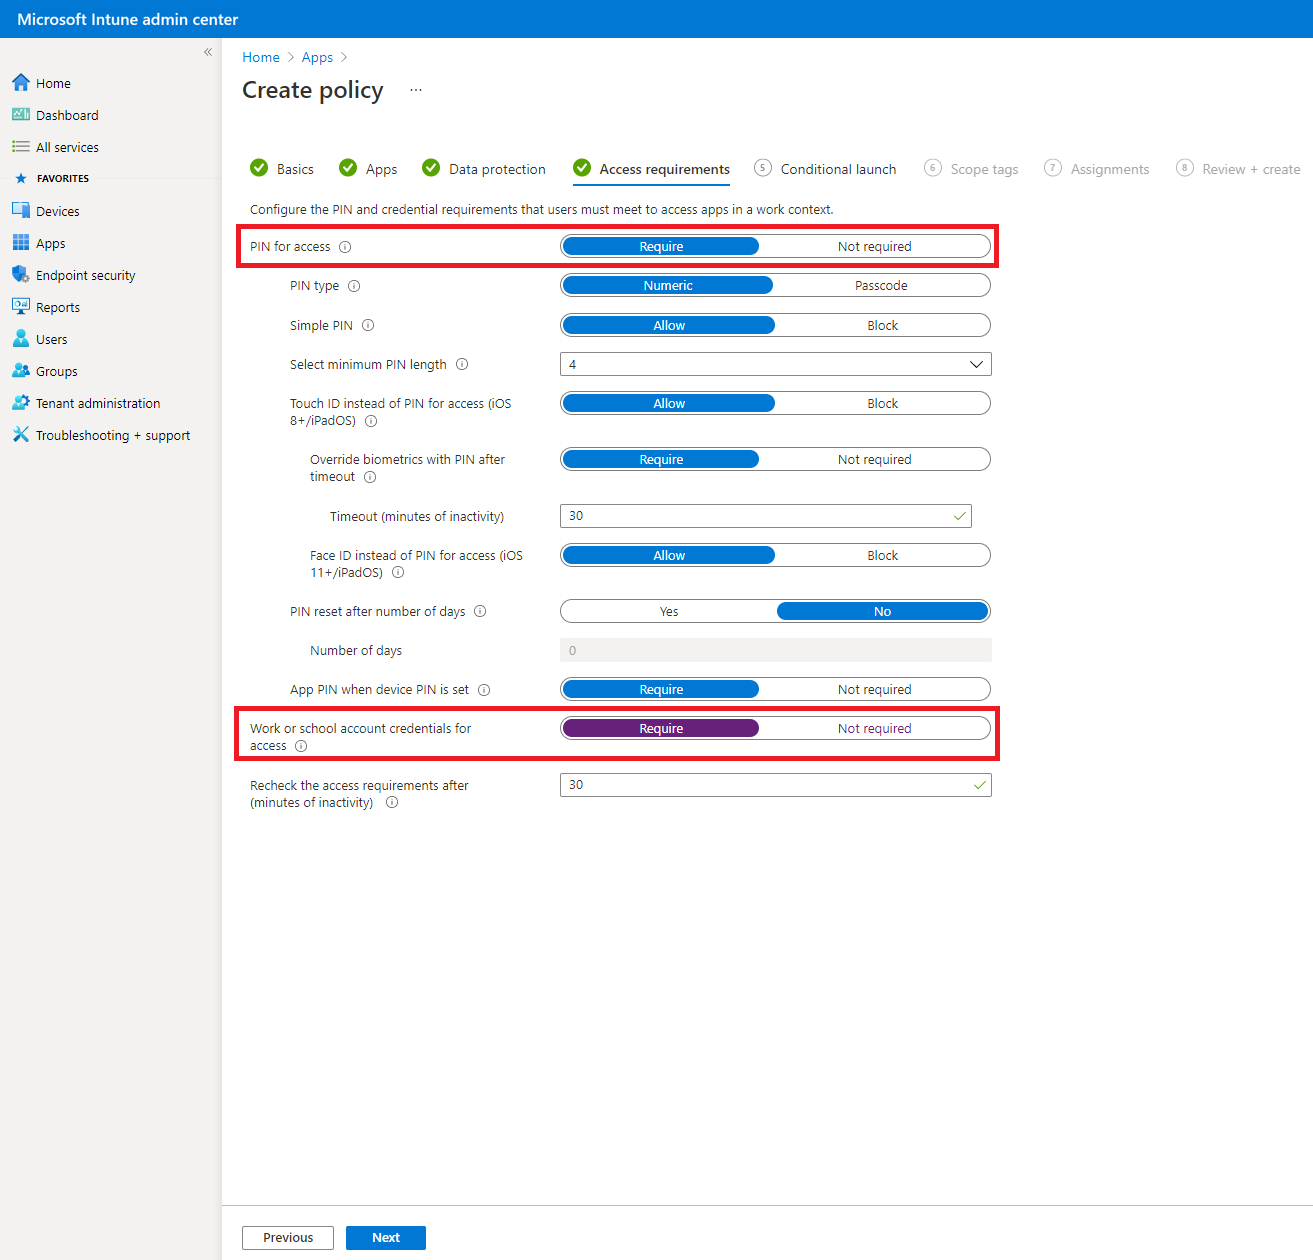 Microsoft Intune admin center
«
Home
Dashboard
All services
FAVORITES
Devices
Apps
Endpoint security
Reports
Users
Groups
Tenant administration
Troubleshooting + support
Home > Apps >
Create policy ...
Basics Apps Data protection Access requirements 5 Conditional launch 6 Scope tags 7 Assignments 8 Review + create
Configure the PIN and credential requirements that users must meet to access apps in a work context.
PIN for access Require Not required
PIN type Numeric Passcode
Simple PIN Allow Block
Select minimum PIN length 4
Touch ID instead of PIN for access (iOS Allow Block
8+/iPadOS)
Override biometrics with PIN after Require Not required
timeout
Timeout (minutes of inactivity) 30
Face ID instead of PIN for access (iOS Allow Block
11+/iPadOS)
PIN reset after number of days Yes No
Number of days 0
App PIN when device PIN is set Require Not required
Work or school account credentials for Require Not required
access
Recheck the access requirements after 30
(minutes of inactivity)
Previous Next